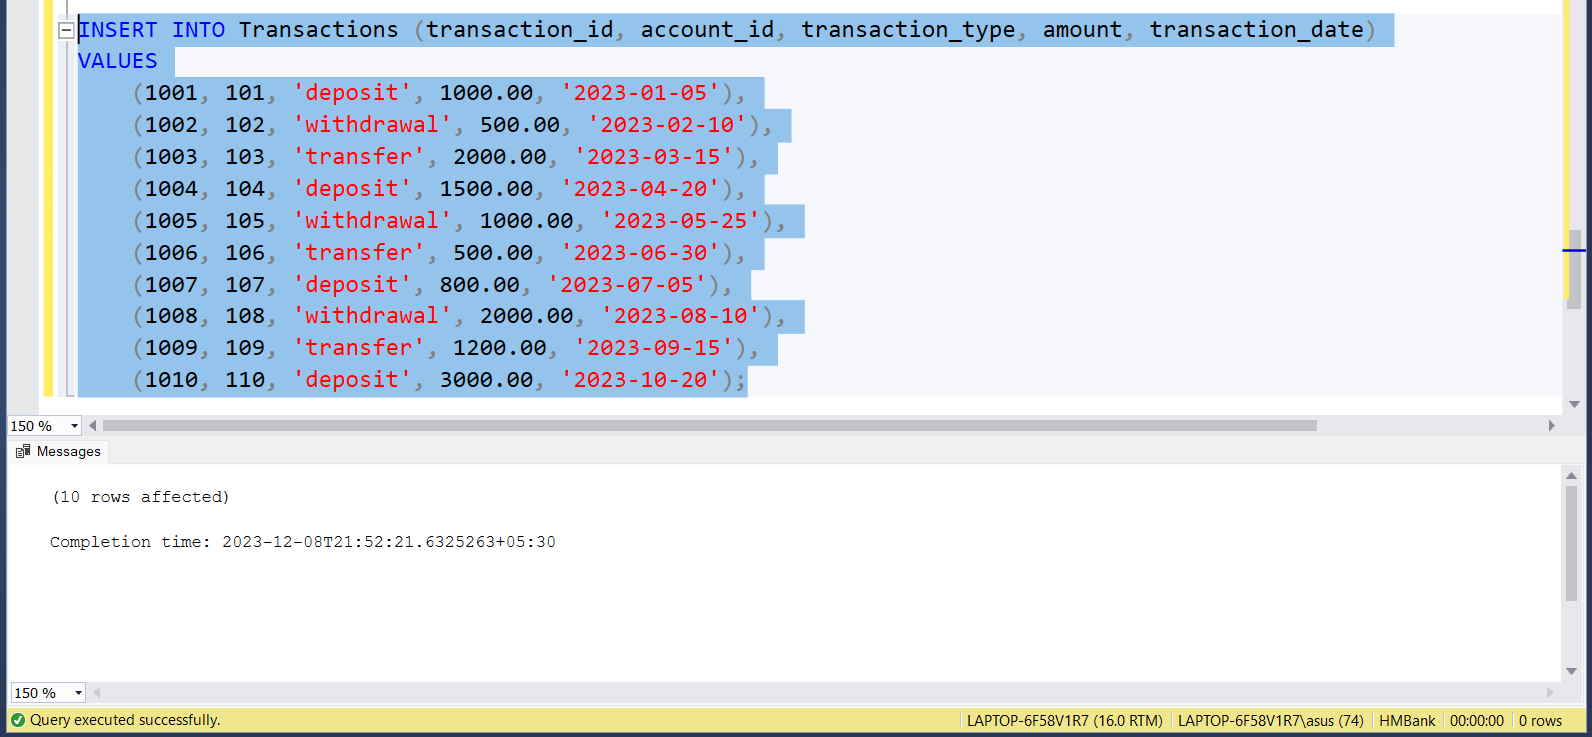 INSERT INTO Transactions (transaction_id, account_id, transaction_type, amount, transaction_date)
VALUES
(1001, 101, 'deposit', 1000.00, '2023-01-05'),
(1002, 102, 'withdrawal', 500.00, '2023-02-10'),
(1003, 103, 'transfer', 2000.00, '2023-03-15'),
(1004, 104, 'deposit', 1500.00, '2023-04-20'),
(1005, 105, 'withdrawal', 1000.00, '2023-05-25'),
(1006, 106, 'transfer', 500.00, '2023-06-30'),
(1007, 107, 'deposit', 800.00, '2023-07-05'),
(1008, 108, 'withdrawal', 2000.00, '2023-08-10'),
(1009, 109, 'transfer', 1200.00, '2023-09-15'),
(1010, 110, 'deposit', 3000.00, '2023-10-20');
150 %
Messages
(10 rows affected)
Completion time: 2023-12-08T21:52:21.6325263+05:30
150 %
Query executed successfully. LAPTOP-6F58V1R7 (16.0 RTM) LAPTOP-6F58V1R7\asus (74) HMBank 00:00:00 0 rows